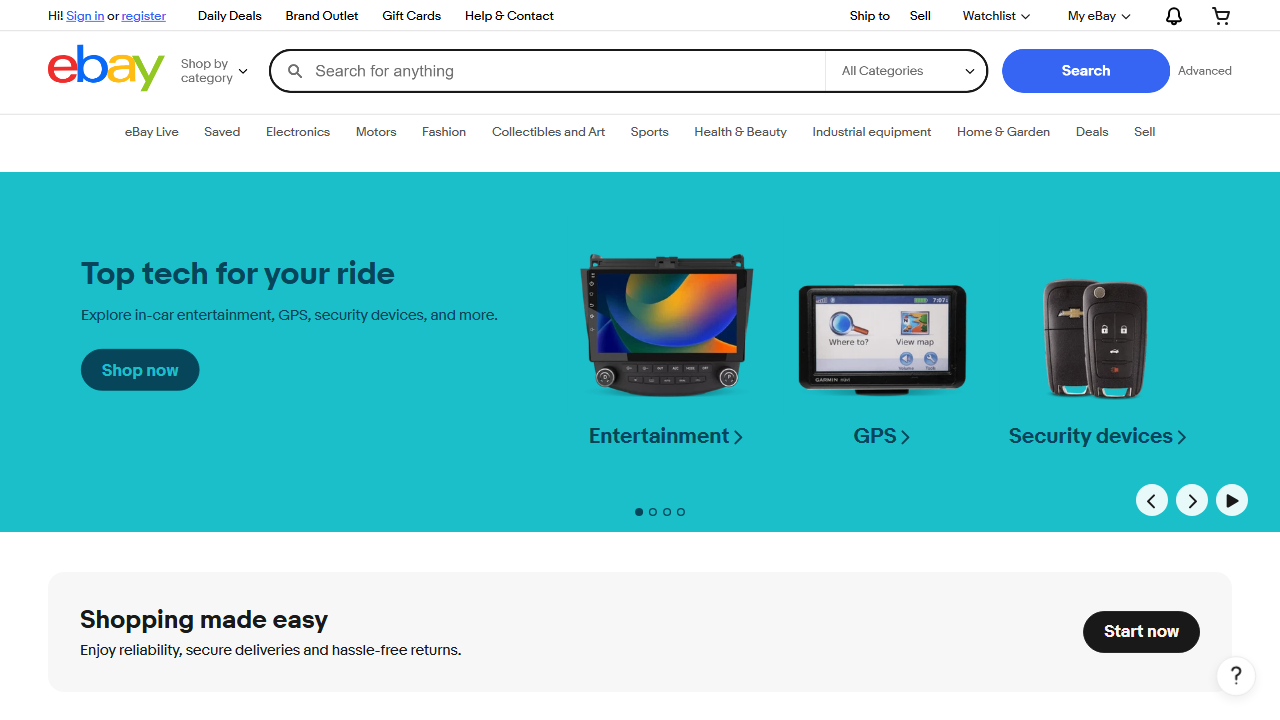 Hi! Sign in or register
Daily Deals
Brand Outlet
Gift Cards
Help & Contact
Ship to
Sell
Watchlist
My eBay
ebay
Shop by
category
Search for anything
All Categories
Search
Advanced
eBay Live
Saved
Electronics
Motors
Fashion
Collectibles and Art
Sports
Health & Beauty
Industrial equipment
Home & Garden
Deals
Sell
Top tech for your ride
Explore in-car entertainment, GPS, security devices, and more.
Shop now
Where to?
View map
Volume
Tools
GARMIN nuvi
Entertainment
GPS
Security devices
Shopping made easy
Enjoy reliability, secure deliveries and hassle-free returns.
Start now
?